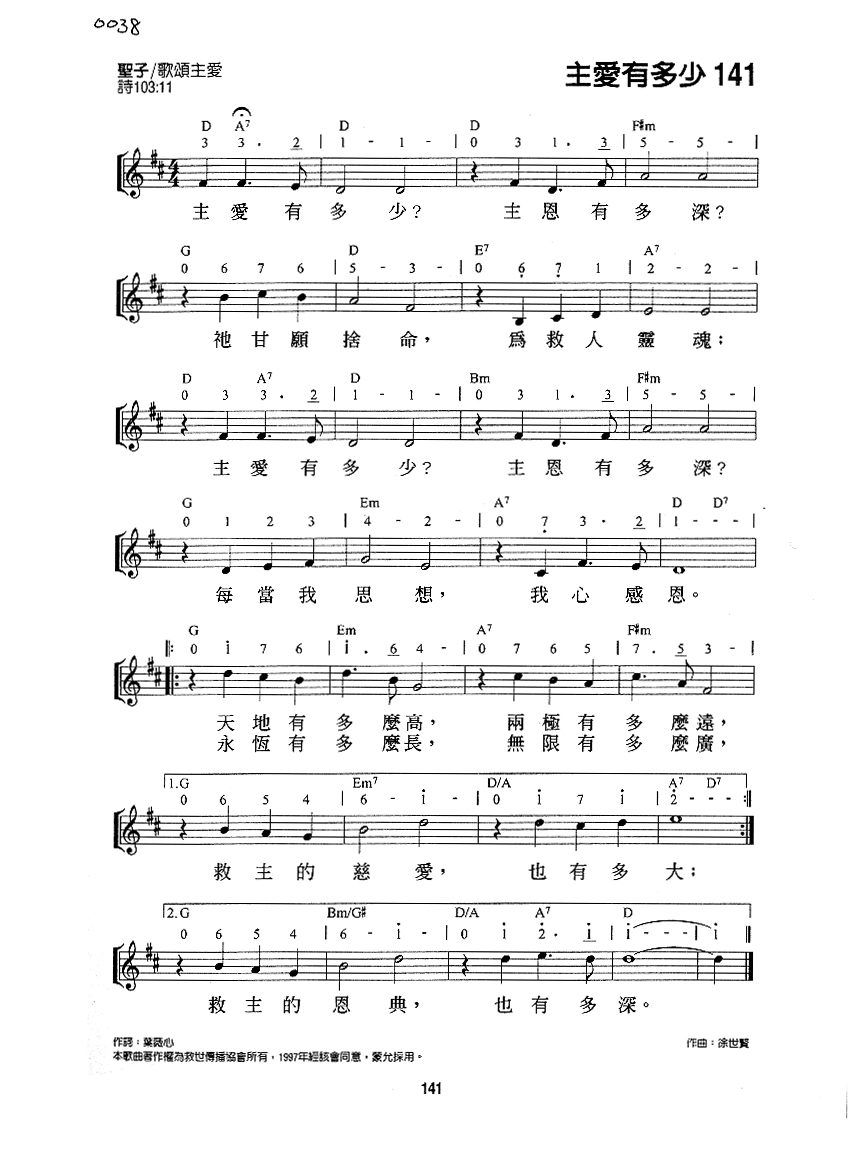 0038
聖子/歌頌主愛
詩103:11
主愛有多少 141
D A7 D D F#m
3 3 . 2 | 1 - 1 - | 0 3 1 . 3 | 5 - 5 - |
主 愛 有 多 少? 主 恩 有 多 深?
G D E7 A7
0 6 7 6 | 5 - 3 - | 0 6 7 1 | 2 - 2 - |
祂 甘 願 捨 命， 為 救 人 靈 魂；
D A7 D Bm F#m
0 3 3 . 2 | 1 - 1 - | 0 3 1 . 3 | 5 - 5 - |
主 愛 有 多 少? 主 恩 有 多 深?
G Em A7 D D7
0 1 2 3 | 4 - 2 - | 0 7 3 . 2 | 1 - - - |
每 當 我 思 想， 我 心 感 恩。
G Em A7 F#m
|: 0 i 7 6 | i . 6 4 - | 0 7 6 5 | 7 . 5 3 - |
天 地 有 多 麼 高， 兩 極 有 多 麼 遠，
永 恆 有 多 麼 長， 無 限 有 多 麼 廣，
1. G Em7 D/A A7 D7
0 6 5 4 | 6 - i - | 0 i 7 i | 2 - - - :||
救 主 的 慈 愛， 也 有 多 大；
2. G Bm/G# D/A A7 D
0 6 5 4 | 6 - i - | 0 i 2 . i | i - - - | i ||
救 主 的 恩 典， 也 有 多 深。
作詞：葉薇心 作曲：徐世賢
本歌曲著作權為救世傳播協會所有，1997年經該會同意，蒙允採用。
141